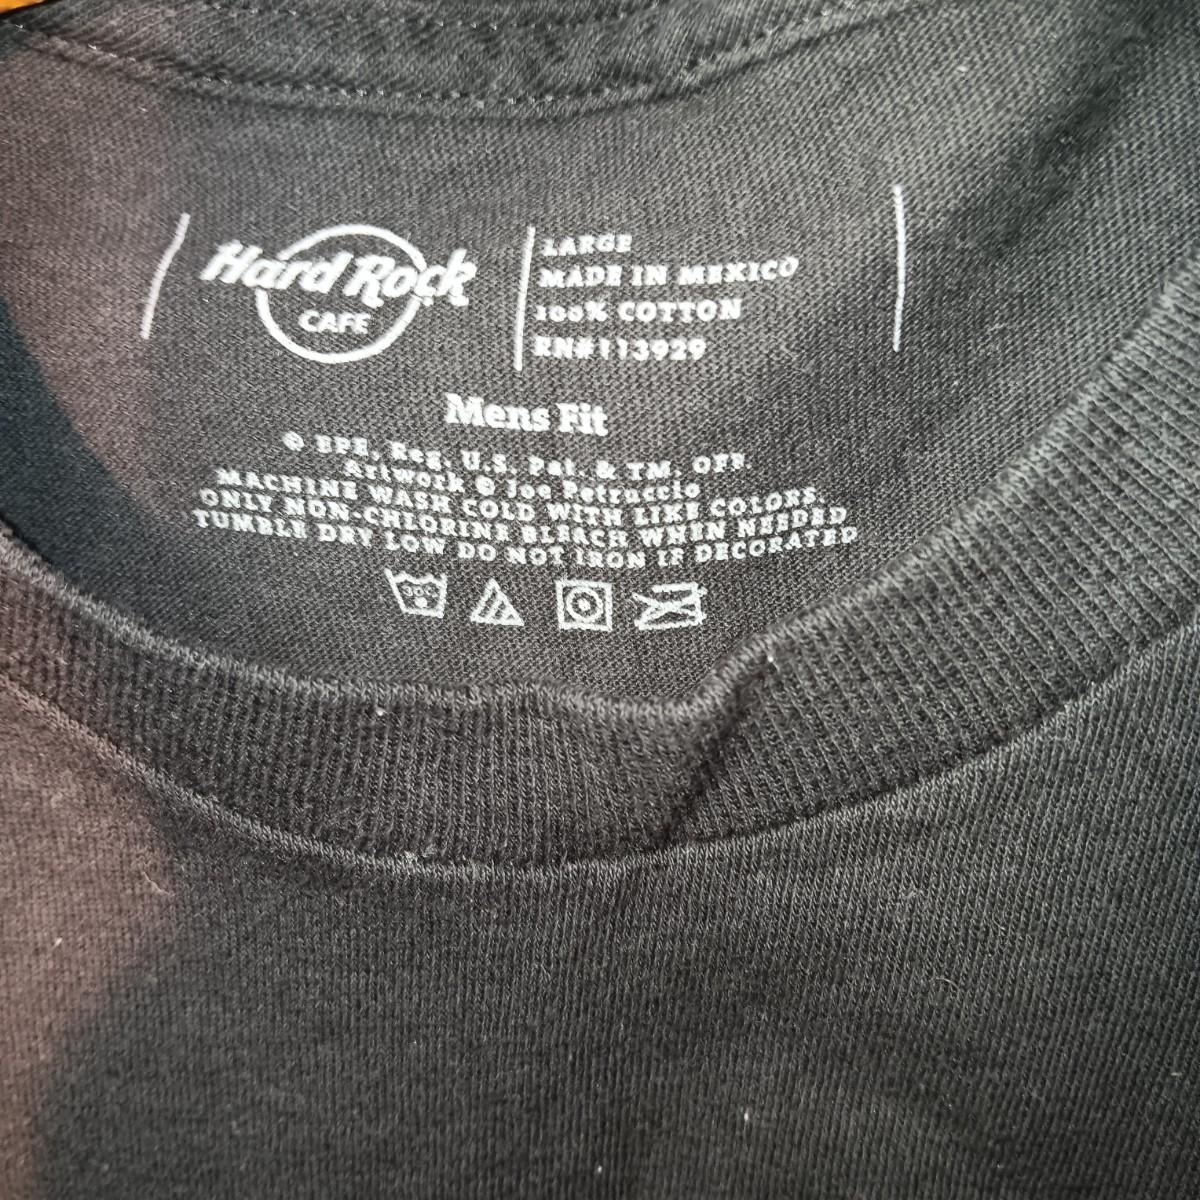 Hard Rock
CAFE
LARGE
MADE IN MEXICO
100% COTTON
RN#113929
Mens Fit
© EPE, Reg. U.S. Pat. & TM. OFF.
Artwork © Joe Petruccio
MACHINE WASH COLD WITH LIKE COLORS.
ONLY NON-CHLORINE BLEACH WHEN NEEDED
TUMBLE DRY LOW DO NOT IRON IF DECORATED
30C